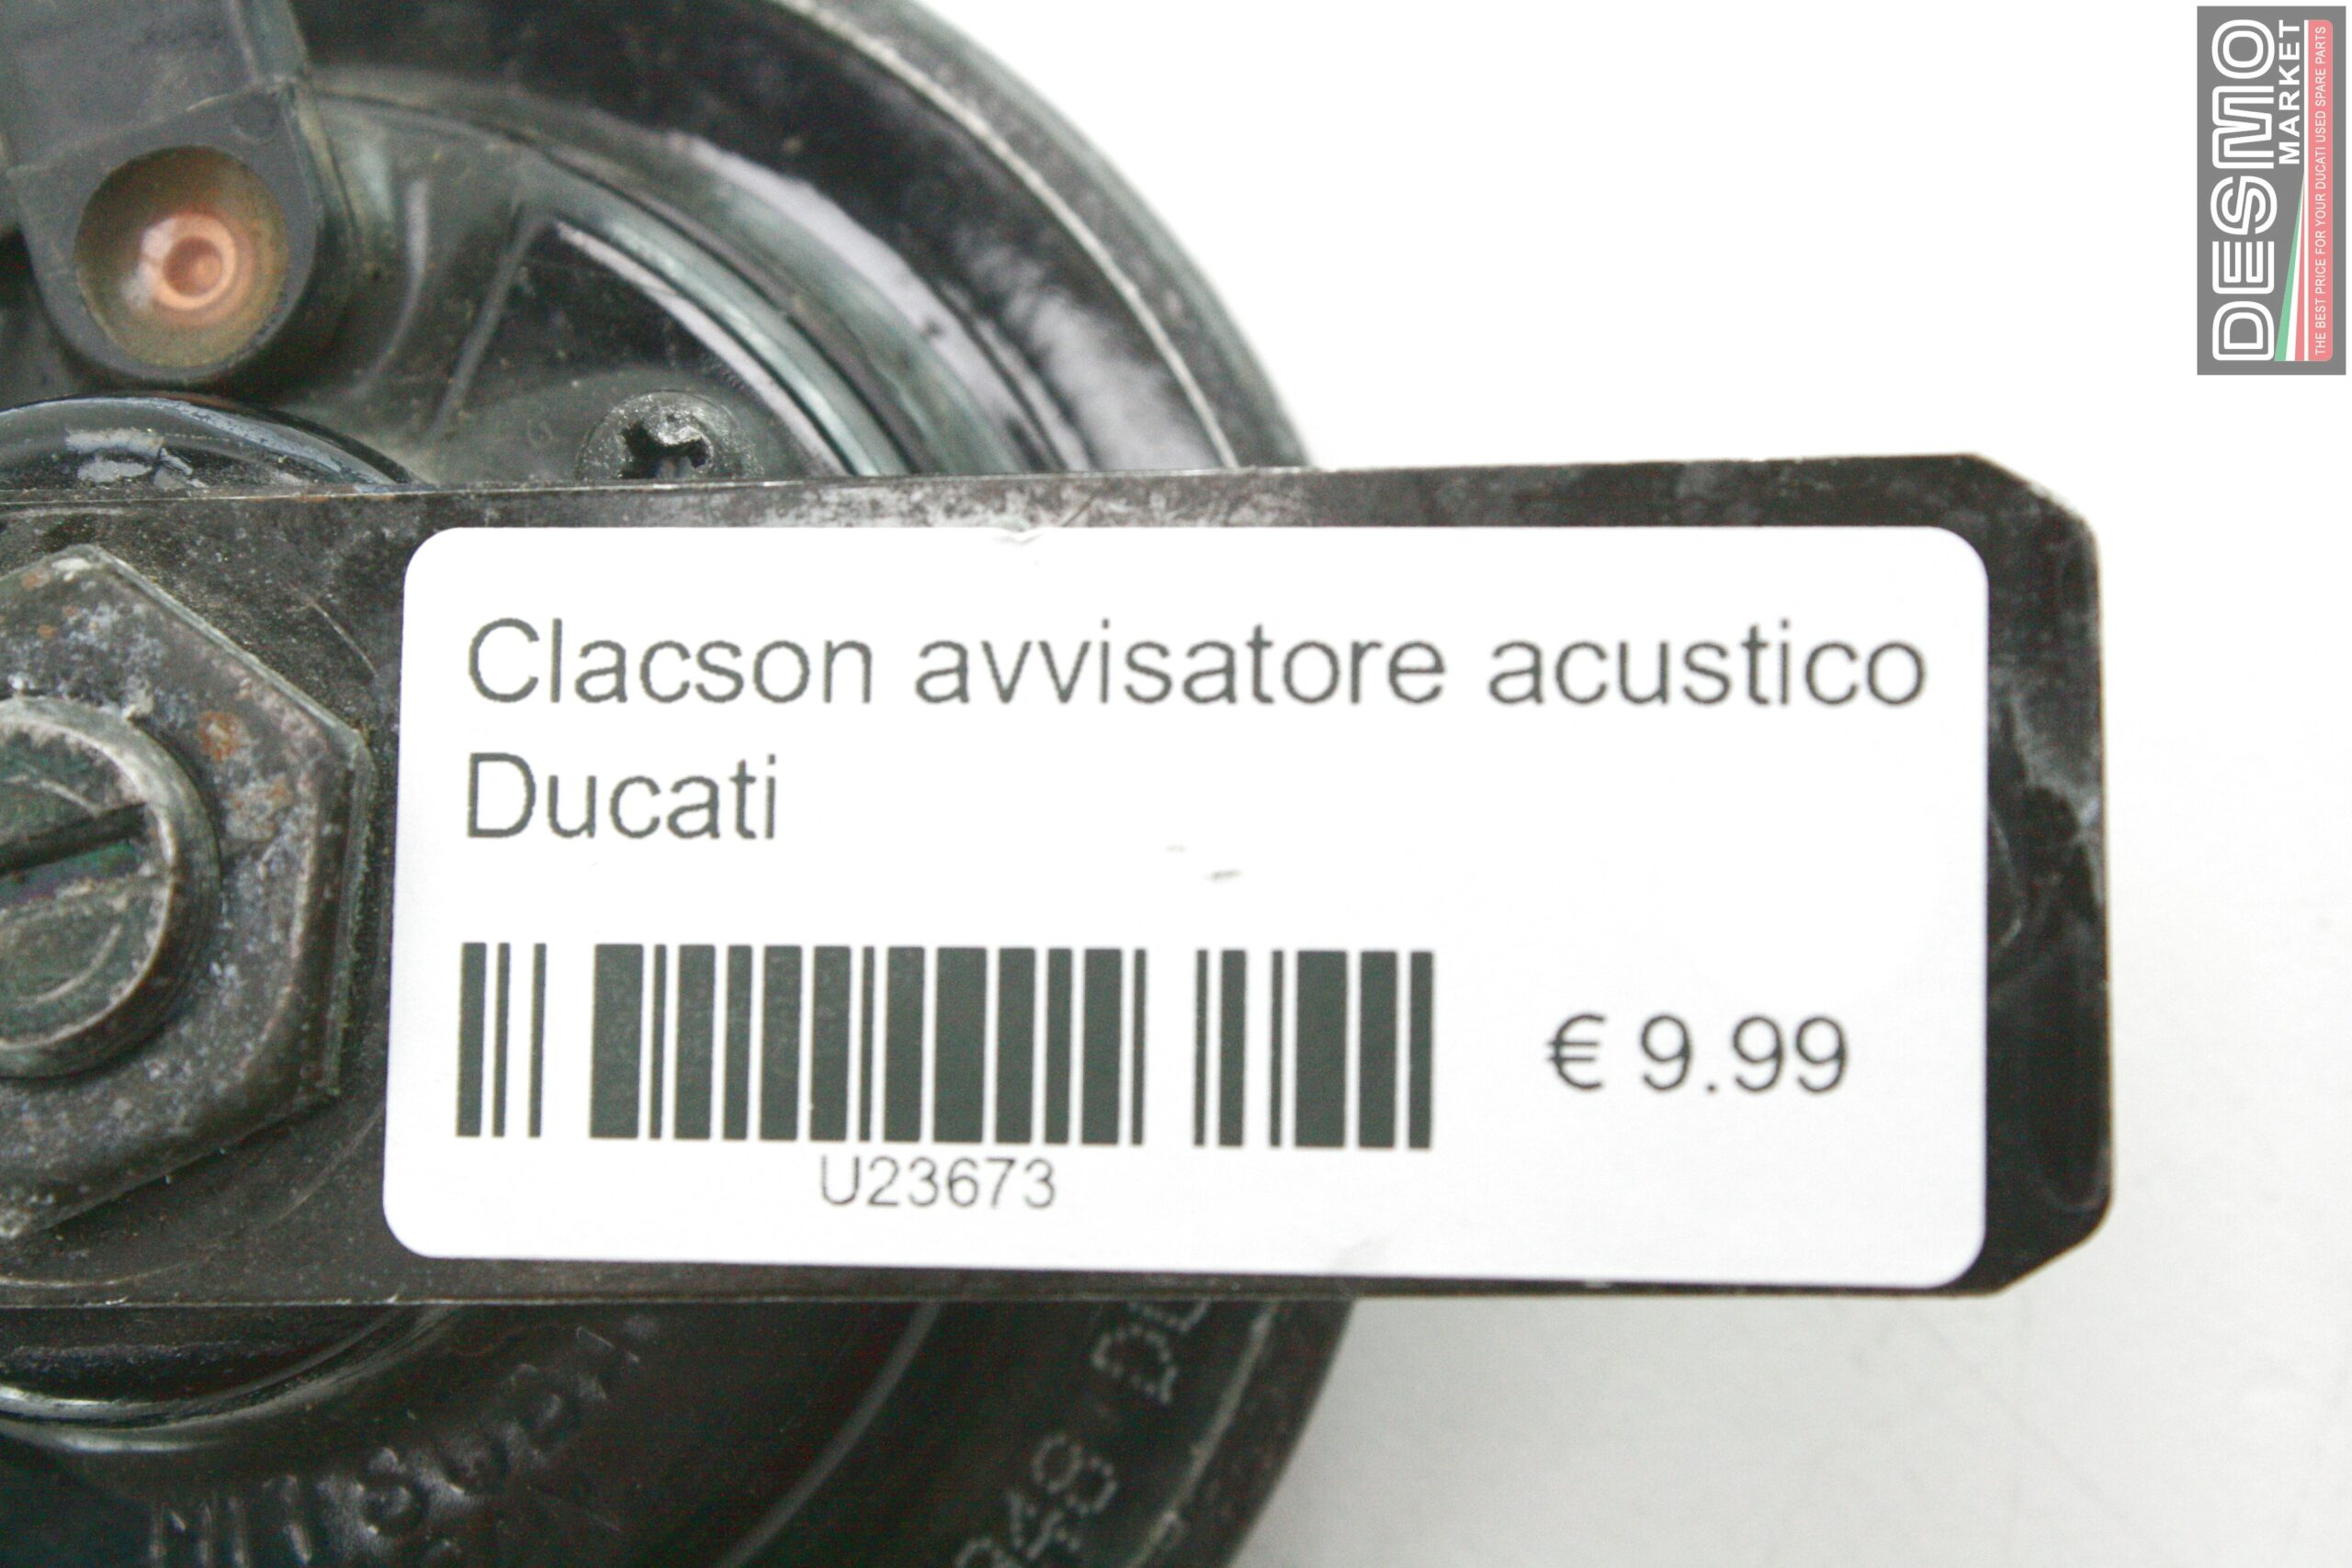 DESMO
MARKET
THE BEST PRICE FOR YOUR DUCATI USED SPARE PARTS
Clacson avvisatore acustico
Ducati
€ 9.99
U23673